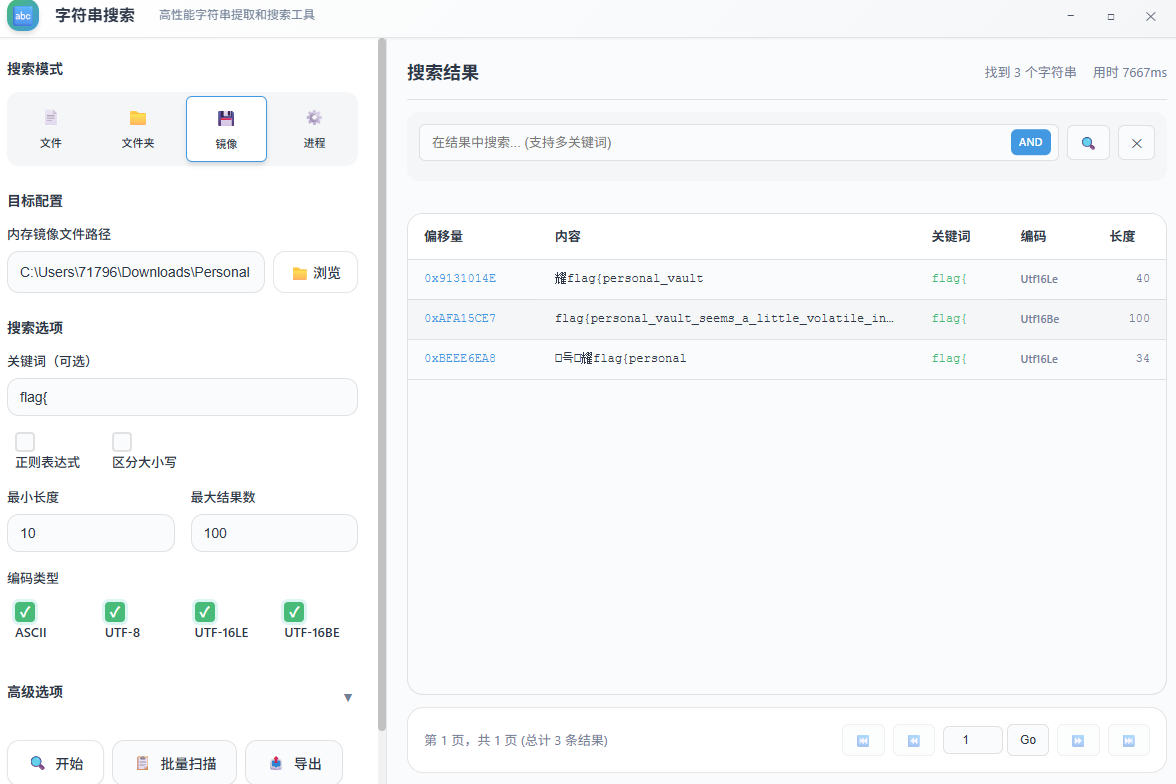 abc 字符串搜索 高性能字符串提取和搜索工具
搜索模式
文件 文件夹 镜像 进程
目标配置
内存镜像文件路径
C:\Users\71796\Downloads\Personal 浏览
搜索选项
关键词（可选）
flag{
正则表达式 区分大小写
最小长度 最大结果数
10 100
编码类型
ASCII UTF-8 UTF-16LE UTF-16BE
高级选项 ▼
开始 批量扫描 导出
搜索结果 找到 3 个字符串 用时 7667ms
在结果中搜索... (支持多关键词) AND
偏移量 内容 关键词 编码 长度
0x9131014E 耀flag{personal_vault flag{ Utf16Le 40
0xAFA15CE7 flag{personal_vault_seems_a_little_volatile_in… flag{ Utf16Be 100
0xBEEE6EA8 □득□耀flag{personal flag{ Utf16Le 34
第 1 页，共 1 页 (总计 3 条结果) 1 Go